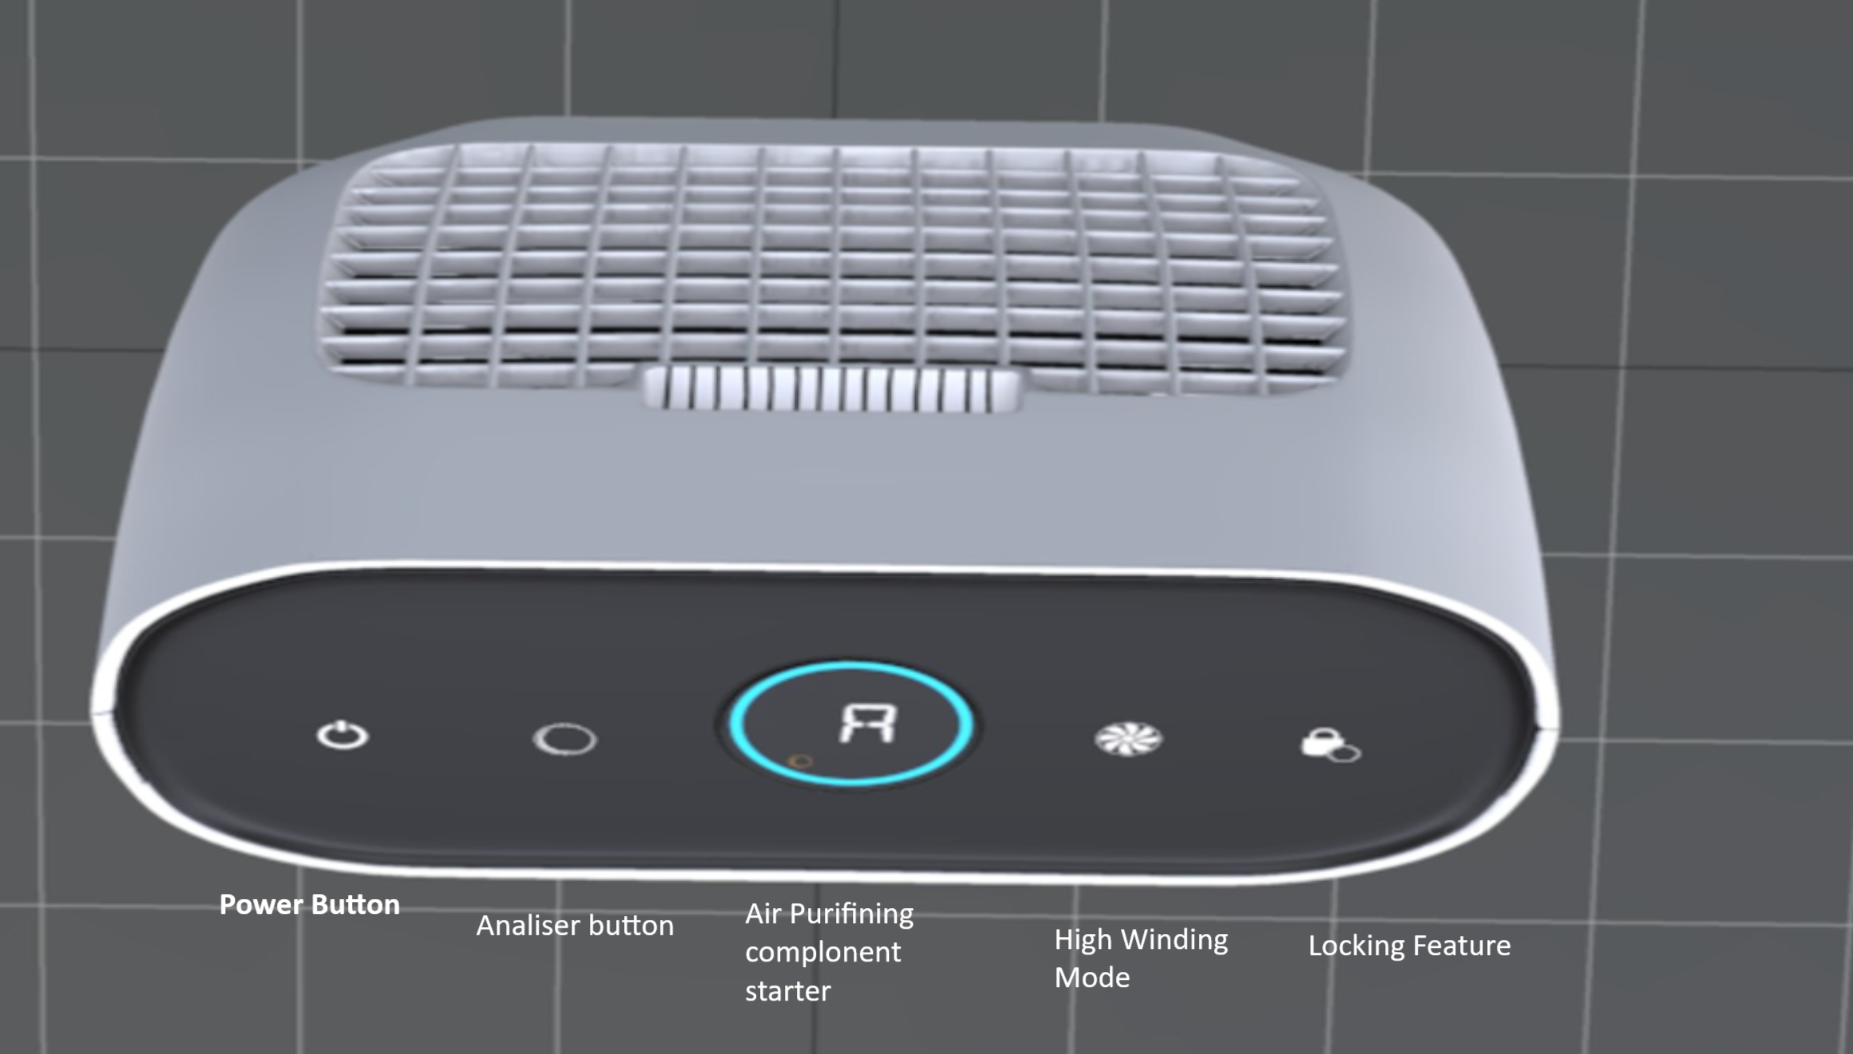 A
Power Button
Analiser button
Air Purifining
complonent
starter
High Winding
Mode
Locking Feature